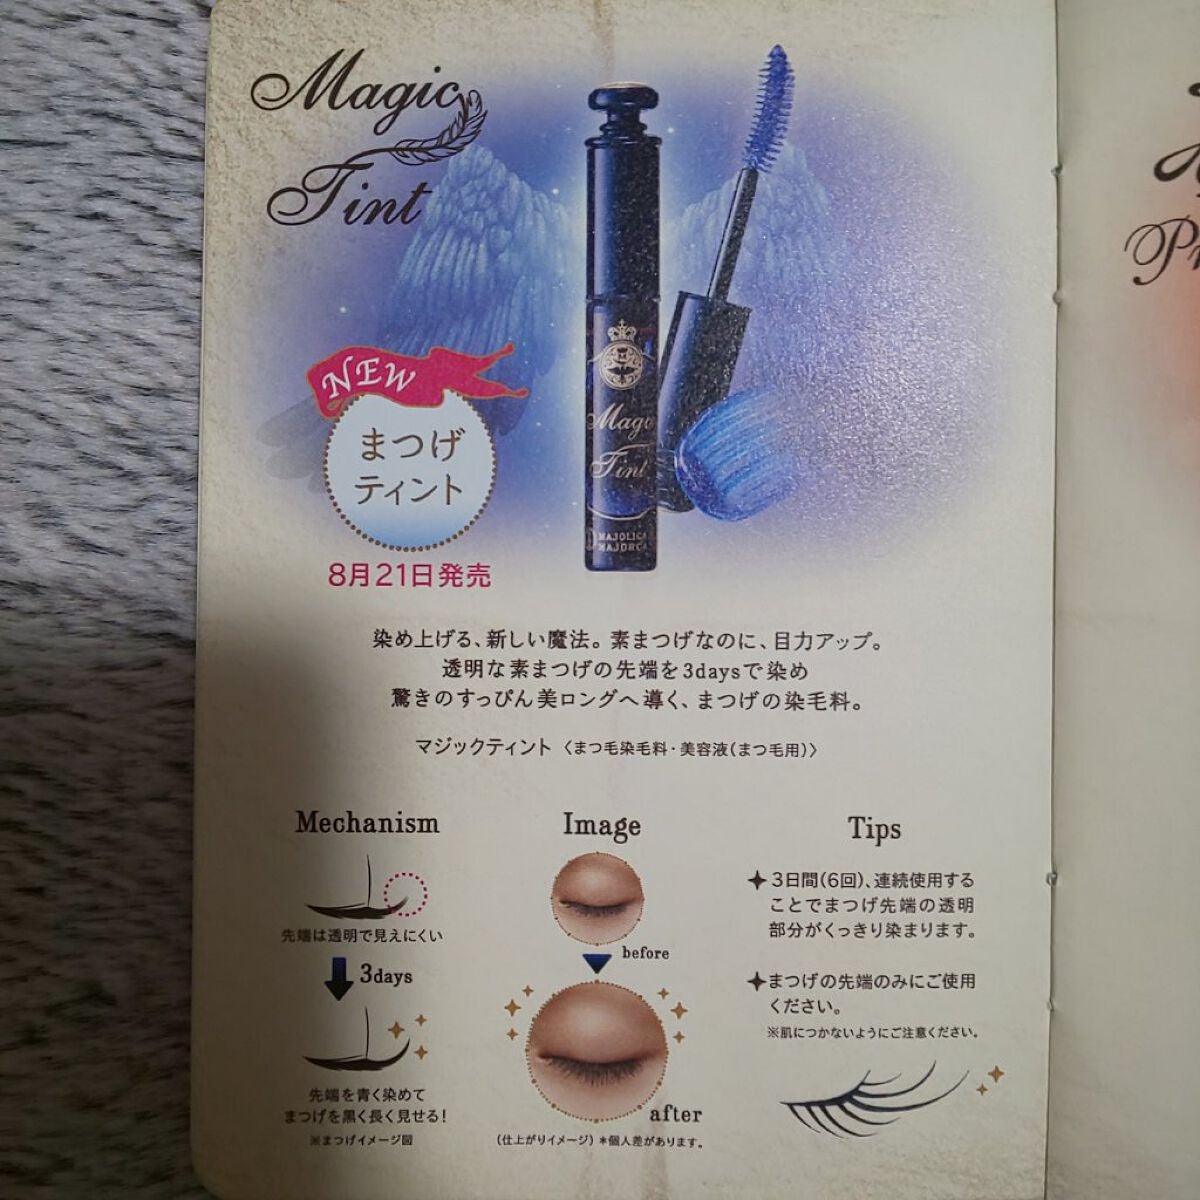 Magic
Tint
NEW
まつげ
ティント
8月21日発売
Magic
Tint
MAJOLICA
MAJORCA
染め上げる、新しい魔法。素まつげなのに、目力アップ。
透明な素まつげの先端を3daysで染め
驚きのすっぴん美ロングへ導く、まつげの染毛料。
マジックティント〈まつ毛染毛料・美容液(まつ毛用)〉
Mechanism
先端は透明で見えにくい
3days
先端を青く染めて
まつげを黒く長く見せる!
※まつげイメージ図
Image
before
after
(仕上がりイメージ)*個人差があります。
Tips
3日間(6回)、連続使用する
ことでまつげ先端の透明
部分がくっきり染まります。
まつげの先端のみにご使用
ください。
※肌につかないようにご注意ください。